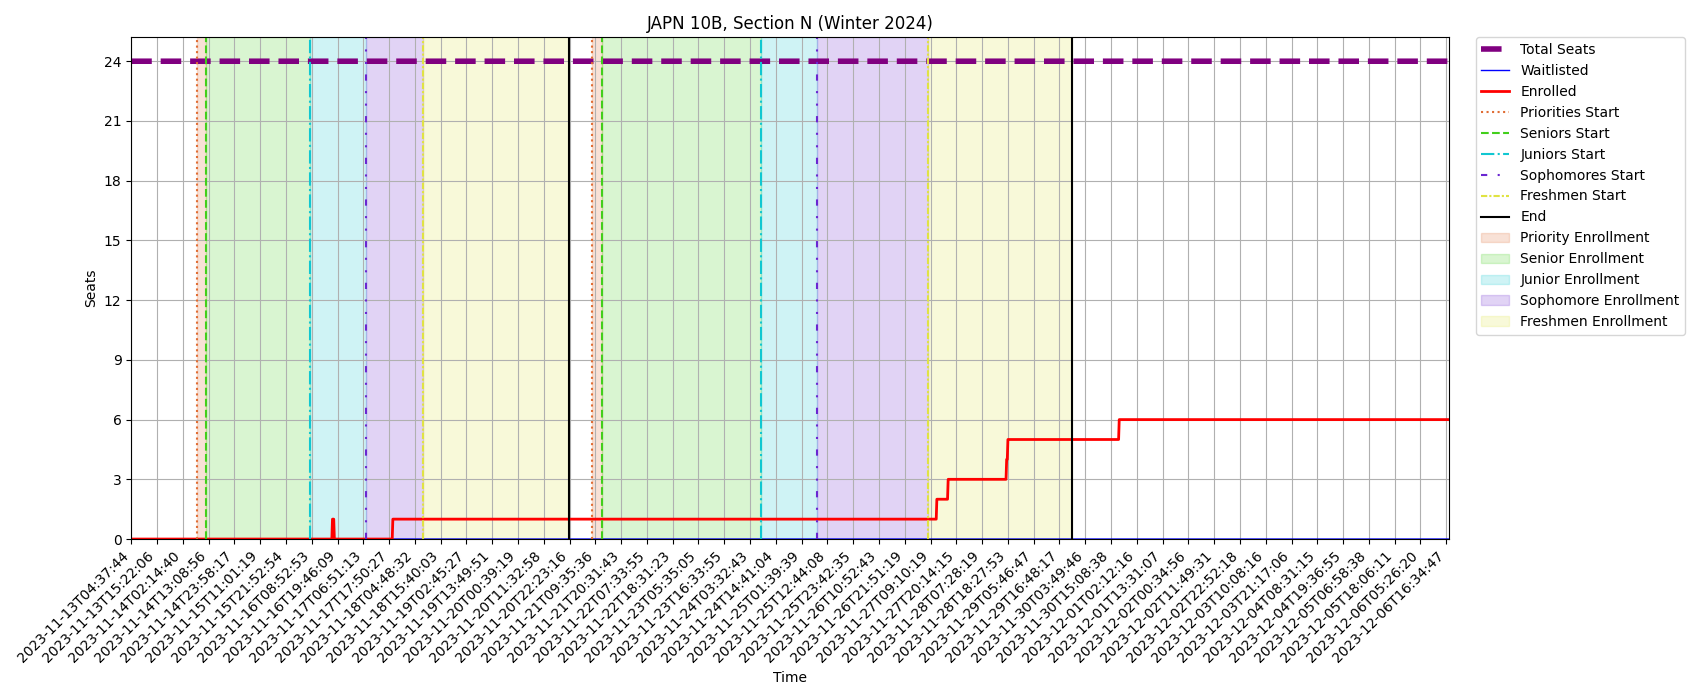 JAPN 10B, Section N (Winter 2024)
Seats
24
21
18
15
12
9
6
3
0
2023-11-13T04:37:44
2023-11-13T15:22:06
2023-11-14T02:14:40
2023-11-14T13:08:56
2023-11-14T23:58:17
2023-11-15T11:01:19
2023-11-15T21:52:54
2023-11-16T08:52:53
2023-11-16T19:46:09
2023-11-17T06:51:13
2023-11-17T17:50:27
2023-11-18T04:48:32
2023-11-18T15:40:03
2023-11-19T02:45:27
2023-11-19T13:49:51
2023-11-20T00:39:19
2023-11-20T11:32:58
2023-11-20T22:23:16
2023-11-21T09:35:36
2023-11-21T20:31:43
2023-11-22T07:33:55
2023-11-22T18:31:23
2023-11-23T05:35:05
2023-11-23T16:33:55
2023-11-24T03:32:43
2023-11-24T14:41:04
2023-11-25T01:39:39
2023-11-25T12:44:08
2023-11-25T23:42:35
2023-11-26T10:52:43
2023-11-26T21:51:19
2023-11-27T09:10:19
2023-11-27T20:14:15
2023-11-28T07:28:19
2023-11-28T18:27:53
2023-11-29T05:46:47
2023-11-29T16:48:17
2023-11-30T03:49:46
2023-11-30T15:08:38
2023-12-01T02:12:16
2023-12-01T13:31:07
2023-12-02T00:34:56
2023-12-02T11:49:31
2023-12-02T22:52:18
2023-12-03T10:08:16
2023-12-03T21:17:06
2023-12-04T08:31:15
2023-12-04T19:36:55
2023-12-05T06:58:38
2023-12-05T18:06:11
2023-12-06T05:26:20
2023-12-06T16:34:47
Time
Total Seats
Waitlisted
Enrolled
Priorities Start
Seniors Start
Juniors Start
Sophomores Start
Freshmen Start
End
Priority Enrollment
Senior Enrollment
Junior Enrollment
Sophomore Enrollment
Freshmen Enrollment